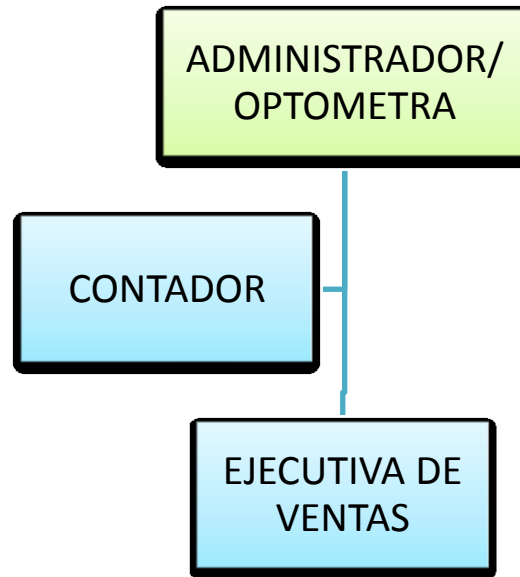 ADMINISTRADOR/
OPTOMETRA
CONTADOR
EJECUTIVA DE
VENTAS